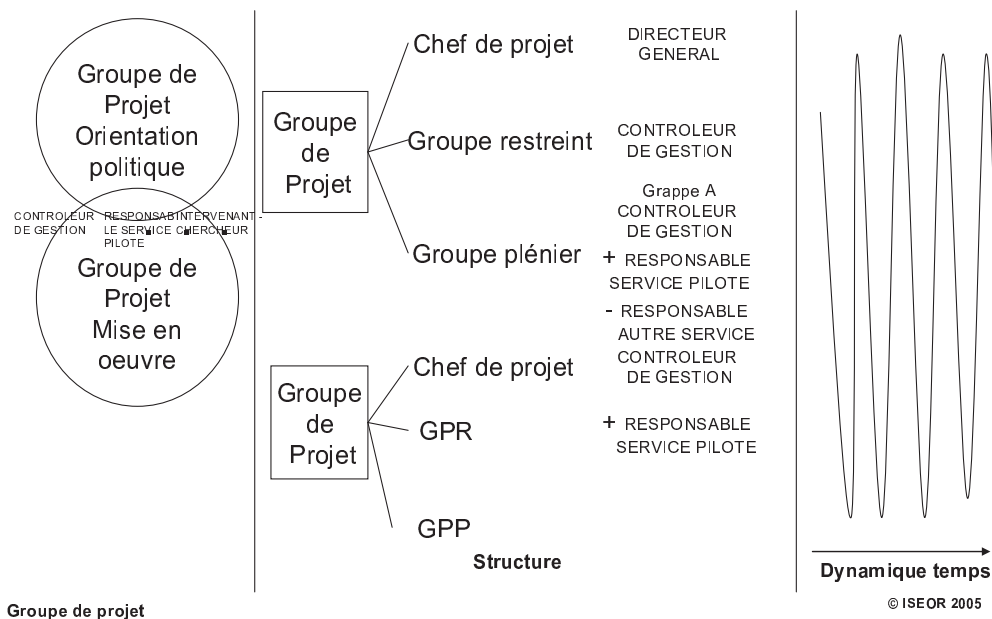 Groupe de
Projet
Orientation
politique
CONTROLEUR
DE GESTION
RESPONSAB
LE SERVICE
PILOTE
INTERVENANT -
CHERCHEUR
Groupe de
Projet
Mise en
oeuvre
Groupe de projet
Groupe
de
Projet
Chef de projet
DIRECTEUR
GENERAL
Groupe restreint
CONTROLEUR
DE GESTION
Groupe plénier
Grappe A
CONTROLEUR
DE GESTION
+ RESPONSABLE
SERVICE PILOTE
- RESPONSABLE
AUTRE SERVICE
Groupe
de
Projet
Chef de projet
CONTROLEUR
DE GESTION
GPR
+ RESPONSABLE
SERVICE PILOTE
GPP
Structure
Dynamique temps
© ISEOR 2005